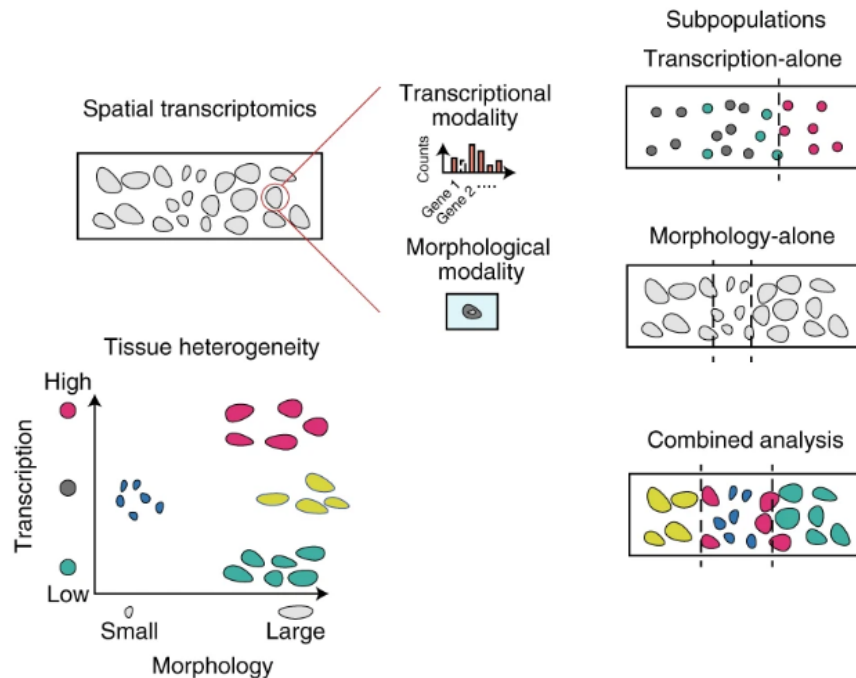 Spatial transcriptomics
Transcriptional
modality
Counts
Gene 1
Gene 2
....
Morphological
modality
Subpopulations
Transcription-alone
Morphology-alone
Combined analysis
Tissue heterogeneity
High
Transcription
Low
Small
Large
Morphology